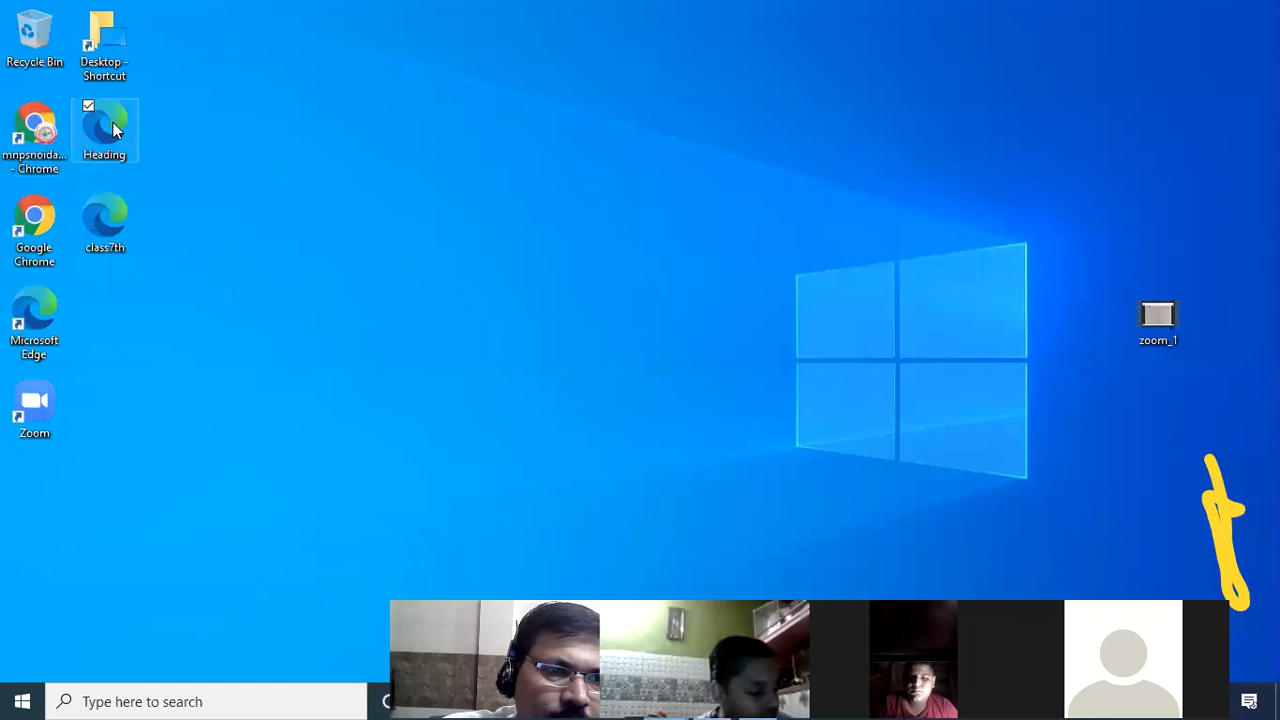 Recycle Bin
Desktop -
Shortcut
mnpsnoida...
- Chrome
Heading
Google
Chrome
class7th
Microsoft
Edge
zoom_1
Zoom
Type here to search